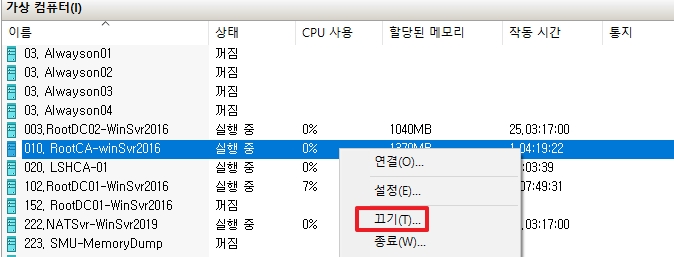 가상 컴퓨터(I)
이름 상태 CPU 사용 할당된 메모리 작동 시간 통지
03, Alwayson01 꺼짐
03, Alwayson02 꺼짐
03, Alwayson03 꺼짐
03, Alwayson04 꺼짐
003,RootDC02-WinSvr2016 실행 중 0% 1040MB 25,03:17:00
010, RootCA-winSvr2016 실행 중 0% 1370MB 1,04:19:22
020, LSHCA-01 실행 중 0% :03:39
102,RootDC01-WinSvr2016 실행 중 7% ,07:49:31
152, RootDC01 꺼짐
222,NATSvr-WinSvr2019 실행 중 0% ,03:17:00
223, SMU-MemoryDump 꺼짐
연결(O)...
설정(E)...
끄기(T)...
종료(W)...